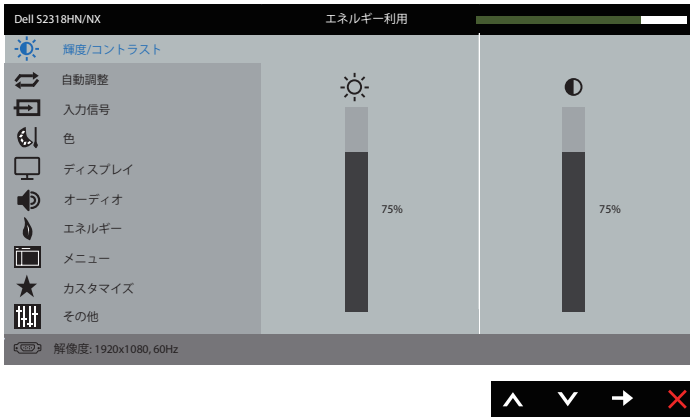 Dell S2318HN/NX
エネルギー利用
輝度/コントラスト
自動調整
入力信号
色
ディスプレイ
オーディオ
エネルギー
メニュー
カスタマイズ
その他
75%
75%
解像度: 1920x1080, 60Hz